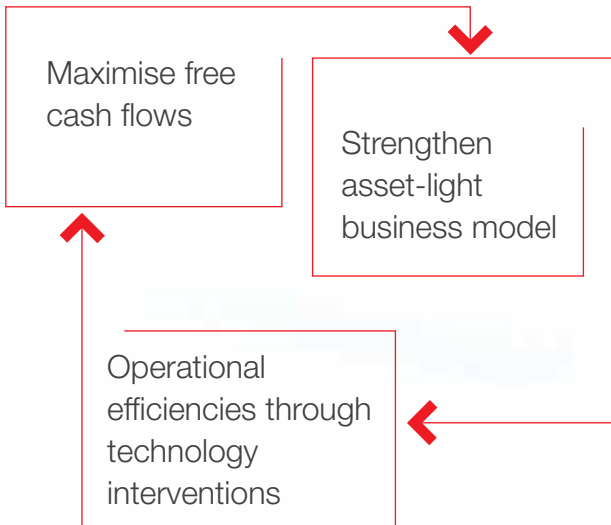 Maximise free
cash flows
Strengthen
asset-light
business model
Operational
efficiencies through
technology
interventions